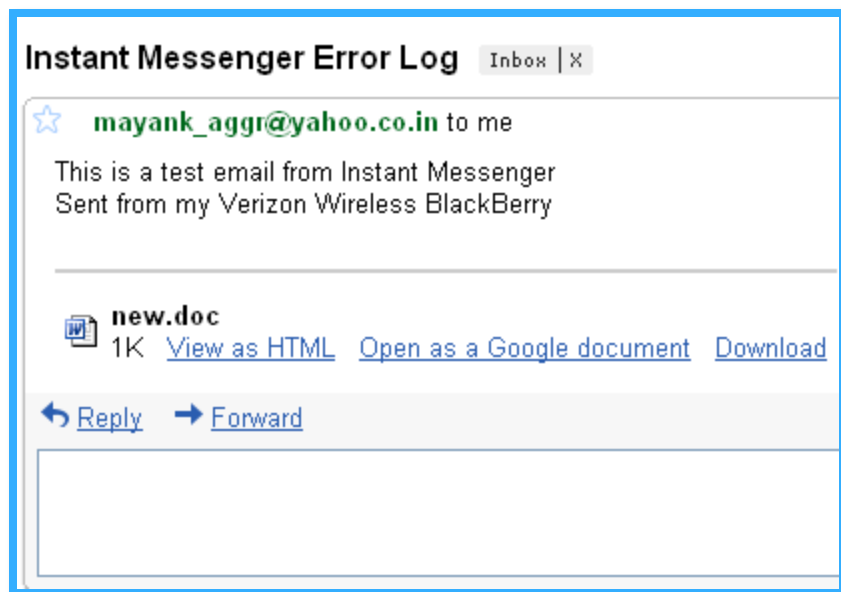 Instant Messenger Error Log Inbox | X
mayank_aggr@yahoo.co.in to me
This is a test email from Instant Messenger
Sent from my Verizon Wireless BlackBerry
new.doc
1K View as HTML Open as a Google document Download
Reply Forward